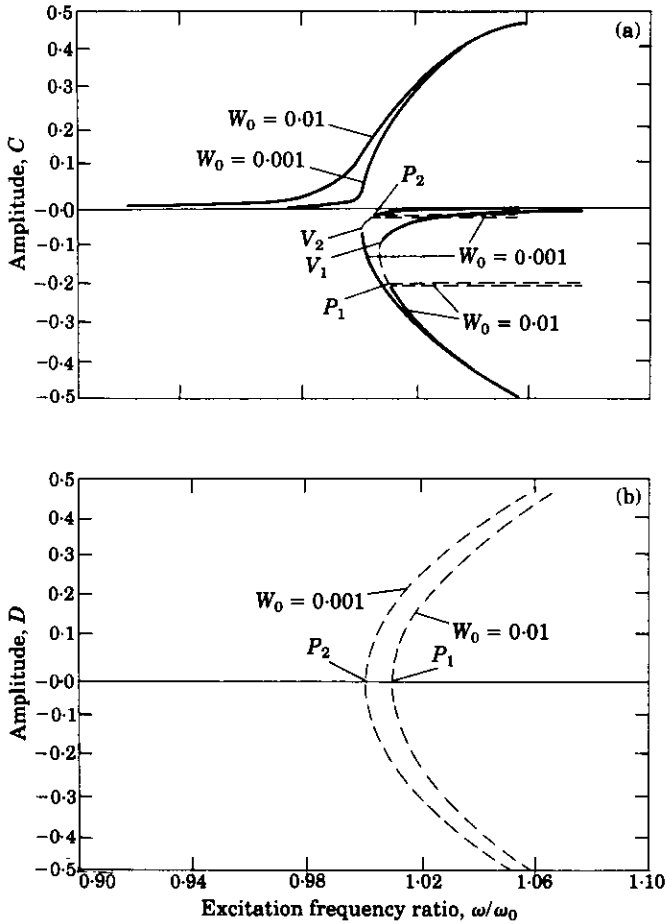 0·5
(a)
0·4
0·3
W₀ = 0·01
0·2
W₀ = 0·001
0·1
P₂
−0·0
V₂
−0·1
V₁
W₀ = 0·001
−0·2
P₁
−0·3
W₀ = 0·01
−0·4
−0·5
Amplitude, C
0·5
(b)
0·4
0·3
W₀ = 0·001
0·2
W₀ = 0·01
0·1
P₂
P₁
−0·0
−0·1
−0·2
−0·3
−0·4
−0·5
Amplitude, D
0·90 0·94 0·98 1·02 1·06 1·10
Excitation frequency ratio, ω/ω₀